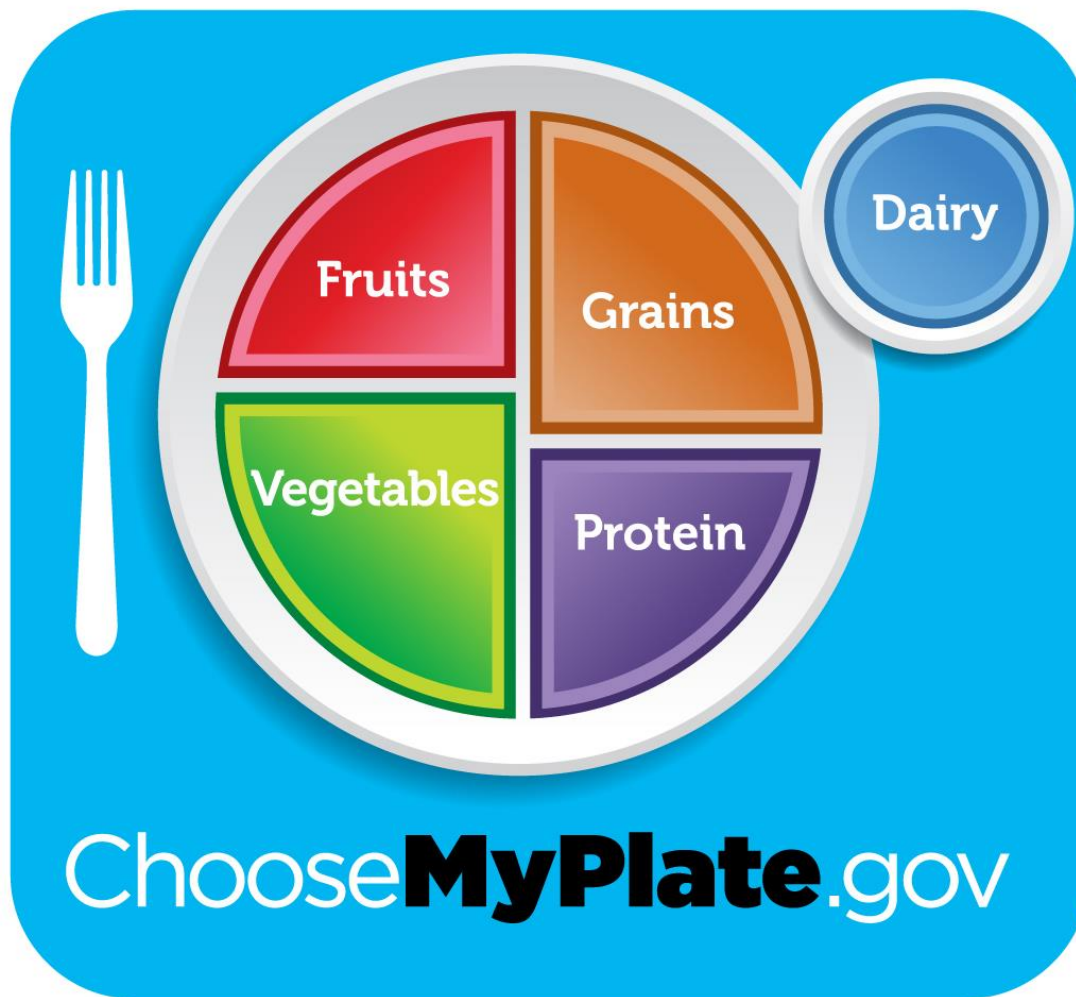 Fruits
Grains
Dairy
Vegetables
Protein
ChooseMyPlate.gov